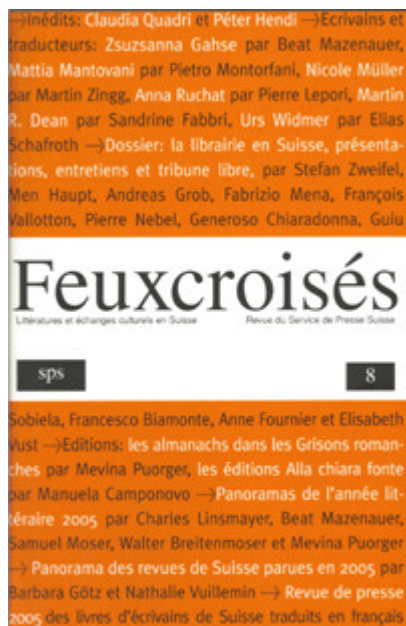 →Inédits: Claudia Quadri et Péter Hendi →Ecrivains et
traducteurs: Zsuzsanna Gahse par Beat Mazenauer,
Mattia Mantovani par Pietro Montorfani, Nicole Müller
par Martin Zingg, Anna Ruchat par Pierre Lepori, Martin
R. Dean par Sandrine Fabbri, Urs Widmer par Elias
Schafroth →Dossier: la librairie en Suisse, présenta-
tions, entretiens et tribune libre, par Stefan Zweifel,
Men Haupt, Andreas Grob, Fabrizio Mena, François
Vallotton, Pierre Nebel, Generoso Chiaradonna, Guiu
Feuxcroisés
Littératures et échanges culturels en Suisse Revue du Service de Presse Suisse
sps 8
Sobiela, Francesco Biamonte, Anne Fournier et Elisabeth
Vust →Editions: les almanachs dans les Grisons roman-
ches par Mevina Puorger, les éditions Alla chiara fonte
par Manuela Camponovo →Panoramas de l'année lit-
téraire 2005 par Charles Linsmayer, Beat Mazenauer,
Samuel Moser, Walter Breitenmoser et Mevina Puorger
→ Panorama des revues de Suisse parues en 2005 par
Barbara Götz et Nathalie Vuillemin → Revue de presse
2005 des livres d'écrivains de Suisse traduits en français